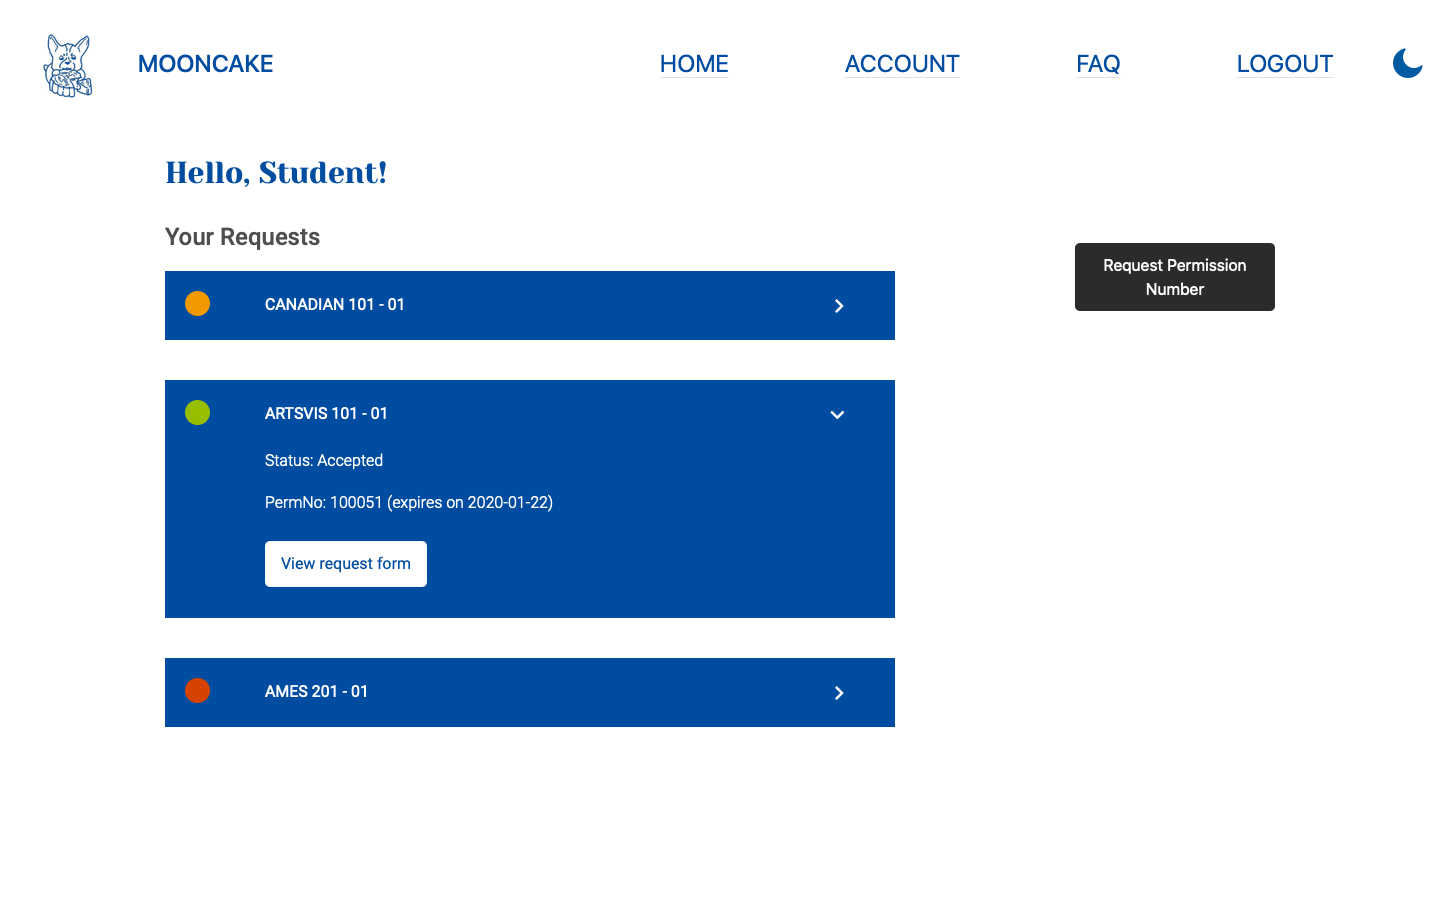 MOONCAKE
HOME
ACCOUNT
FAQ
LOGOUT
Hello, Student!
Your Requests
Request Permission
Number
CANADIAN 101 - 01
ARTSVIS 101 - 01
Status: Accepted
PermNo: 100051 (expires on 2020-01-22)
View request form
AMES 201 - 01